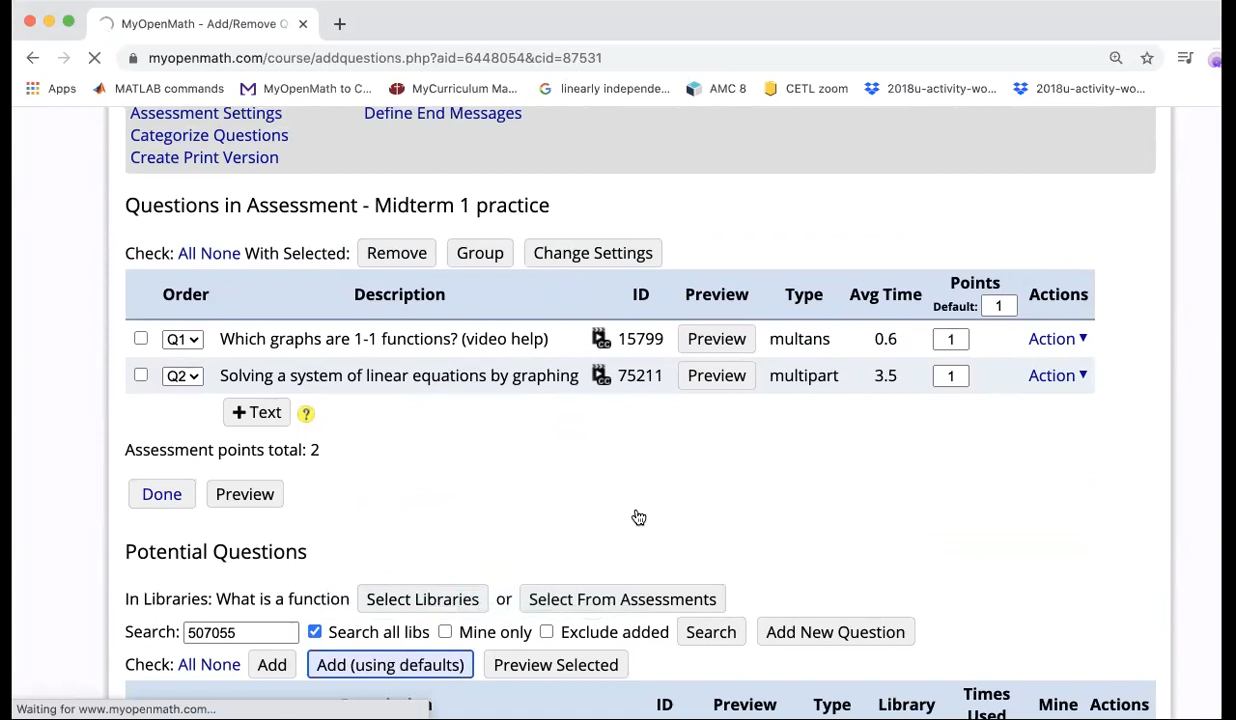 MyOpenMath - Add/Remove Q
myopenmath.com/course/addquestions.php?aid=6448054&cid=87531
Apps MATLAB commands MyOpenMath to C... MyCurriculum Ma... linearly independe... AMC 8 CETL zoom 2018u-activity-wo... 2018u-activity-wo...
Assessment Settings Define End Messages
Categorize Questions
Create Print Version
Questions in Assessment - Midterm 1 practice
Check: All None With Selected: Remove Group Change Settings
Order Description ID Preview Type Avg Time Points Default: 1 Actions
Q1 Which graphs are 1-1 functions? (video help) CC 15799 Preview multans 0.6 1 Action
Q2 Solving a system of linear equations by graphing CC 75211 Preview multipart 3.5 1 Action
+ Text ?
Assessment points total: 2
Done Preview
Potential Questions
In Libraries: What is a function Select Libraries or Select From Assessments
Search: 507055 Search all libs Mine only Exclude added Search Add New Question
Check: All None Add Add (using defaults) Preview Selected
ID Preview Type Library Times Used Mine Actions
Waiting for www.myopenmath.com...